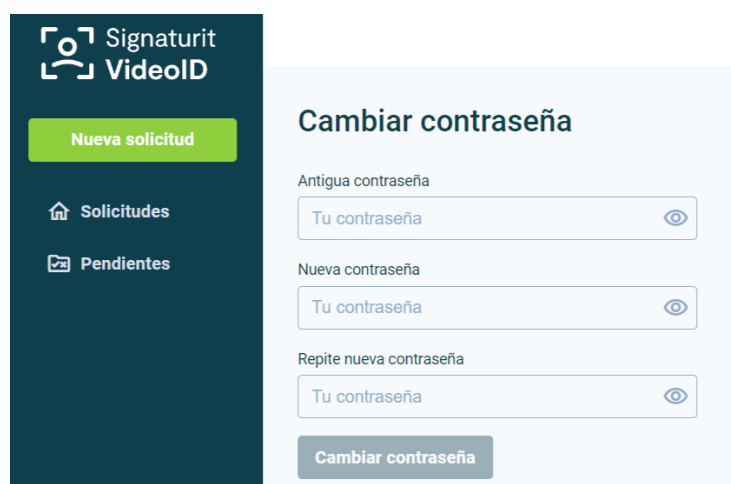 Signaturit
VideoID
Nueva solicitud
Solicitudes
Pendientes
Cambiar contraseña
Antigua contraseña
Tu contraseña
Nueva contraseña
Tu contraseña
Repite nueva contraseña
Tu contraseña
Cambiar contraseña